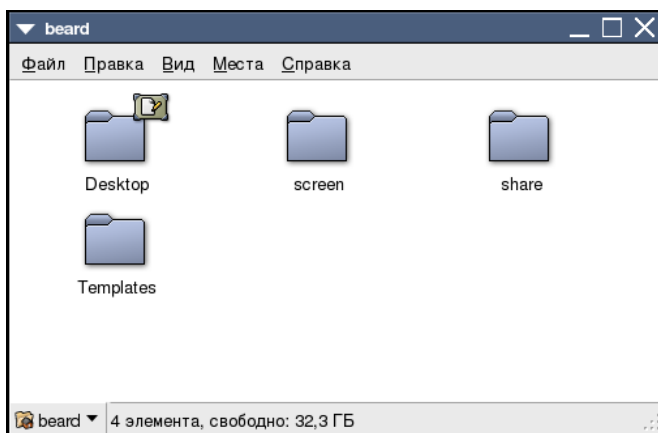 beard
Файл Правка Вид Места Справка
Desktop screen share
Templates
beard 4 элемента, свободно: 32,3 ГБ